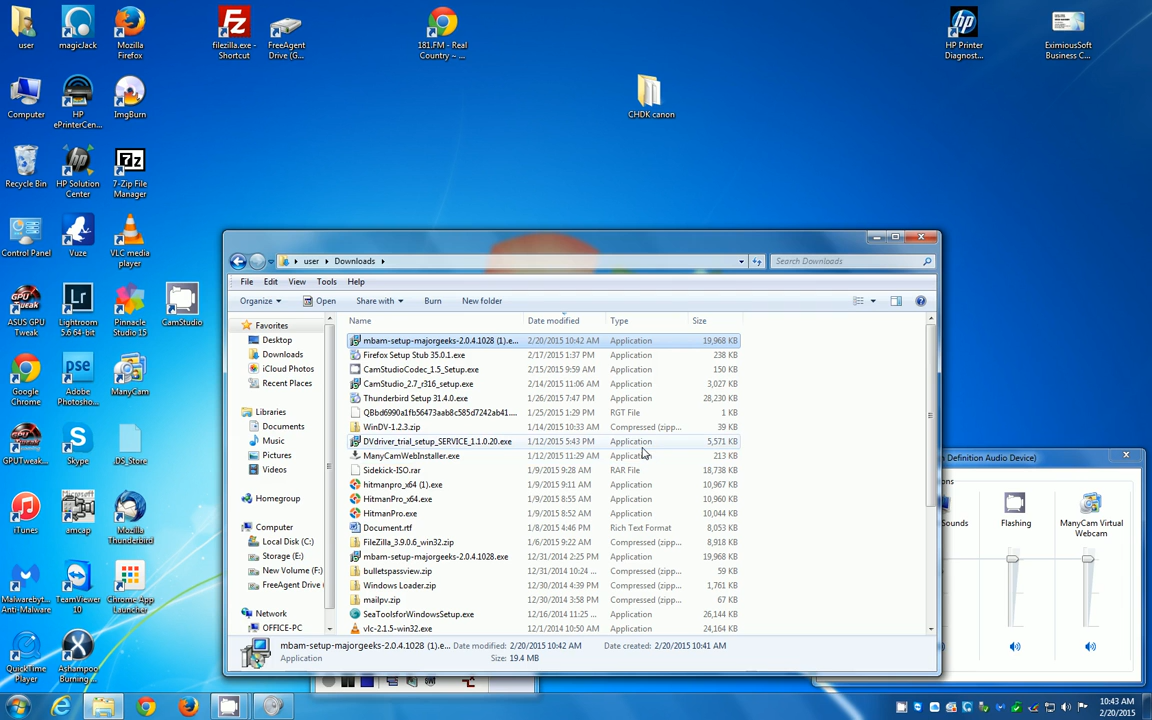 user
magicJack
Mozilla
Firefox
filezilla.exe -
Shortcut
FreeAgent
Drive (G...
181.FM - Real
Country ~ ...
HP Printer
Diagnost...
EximiousSoft
Business C...
Computer
HP
ePrinterCen...
ImgBurn
CHDK canon
Recycle Bin
HP Solution
Center
7-Zip File
Manager
Control Panel
Vuze
VLC media
player
ASUS GPU
Tweak
Lightroom
5.6 64-bit
Pinnacle
Studio 15
CamStudio
Google
Chrome
Adobe
Photosho...
ManyCam
GPUTweak...
Skype
iOS_Store
iTunes
amcap
Mozilla
Thunderbird
Malwarebyt...
Anti-Malware
TeamViewer
10
Chrome App
Launcher
QuickTime
Player
Ashampoo
Burning ...
user Downloads
Search Downloads
File Edit View Tools Help
Organize Open Share with Burn New folder
Favorites
Desktop
Downloads
iCloud Photos
Recent Places
Libraries
Documents
Music
Pictures
Videos
Homegroup
Computer
Local Disk (C:)
Storage (E:)
New Volume (F:)
FreeAgent Drive
Network
OFFICE-PC
Name Date modified Type Size
mbam-setup-majorgeeks-2.0.4.1028 (1).e... 2/20/2015 10:42 AM Application 19,968 KB
Firefox Setup Stub 35.0.1.exe 2/17/2015 1:37 PM Application 238 KB
CamStudioCodec_1.5_Setup.exe 2/15/2015 9:59 AM Application 150 KB
CamStudio_2.7_r316_setup.exe 2/14/2015 11:06 AM Application 3,027 KB
Thunderbird Setup 31.4.0.exe 1/26/2015 7:47 PM Application 28,230 KB
QBbd6990a1fb56473aab8c585d7242ab41.... 1/25/2015 1:29 PM RGT File 1 KB
WinDV-1.2.3.zip 1/14/2015 10:33 AM Compressed (zipp... 39 KB
DVdriver_trial_setup_SERVICE_1.1.0.20.exe 1/12/2015 5:43 PM Application 5,571 KB
ManyCamWebInstaller.exe 1/12/2015 11:29 AM Application 213 KB
Sidekick-ISO.rar 1/9/2015 9:28 AM RAR File 18,738 KB
hitmanpro_x64 (1).exe 1/9/2015 9:11 AM Application 10,967 KB
HitmanPro_x64.exe 1/9/2015 8:55 AM Application 10,960 KB
HitmanPro.exe 1/9/2015 8:52 AM Application 10,044 KB
Document.rtf 1/8/2015 4:46 PM Rich Text Format 8,053 KB
FileZilla_3.9.0.6_win32.zip 1/6/2015 9:22 AM Compressed (zipp... 8,918 KB
mbam-setup-majorgeeks-2.0.4.1028.exe 12/31/2014 2:25 PM Application 19,968 KB
bulletspassview.zip 12/31/2014 10:24 ... Compressed (zipp... 59 KB
Windows Loader.zip 12/30/2014 4:39 PM Compressed (zipp... 1,761 KB
mailpv.zip 12/30/2014 3:58 PM Compressed (zipp... 67 KB
SeaToolsforWindowsSetup.exe 12/16/2014 11:25 ... Application 26,144 KB
vlc-2.1.5-win32.exe 12/1/2014 10:50 AM Application 24,164 KB
mbam-setup-majorgeeks-2.0.4.1028 (1).e... Date modified: 2/20/2015 10:42 AM Date created: 2/20/2015 10:41 AM
Application Size: 19.4 MB
Definition Audio Device)
ons
Sounds
Flashing
ManyCam Virtual
Webcam
10:43 AM
2/20/2015